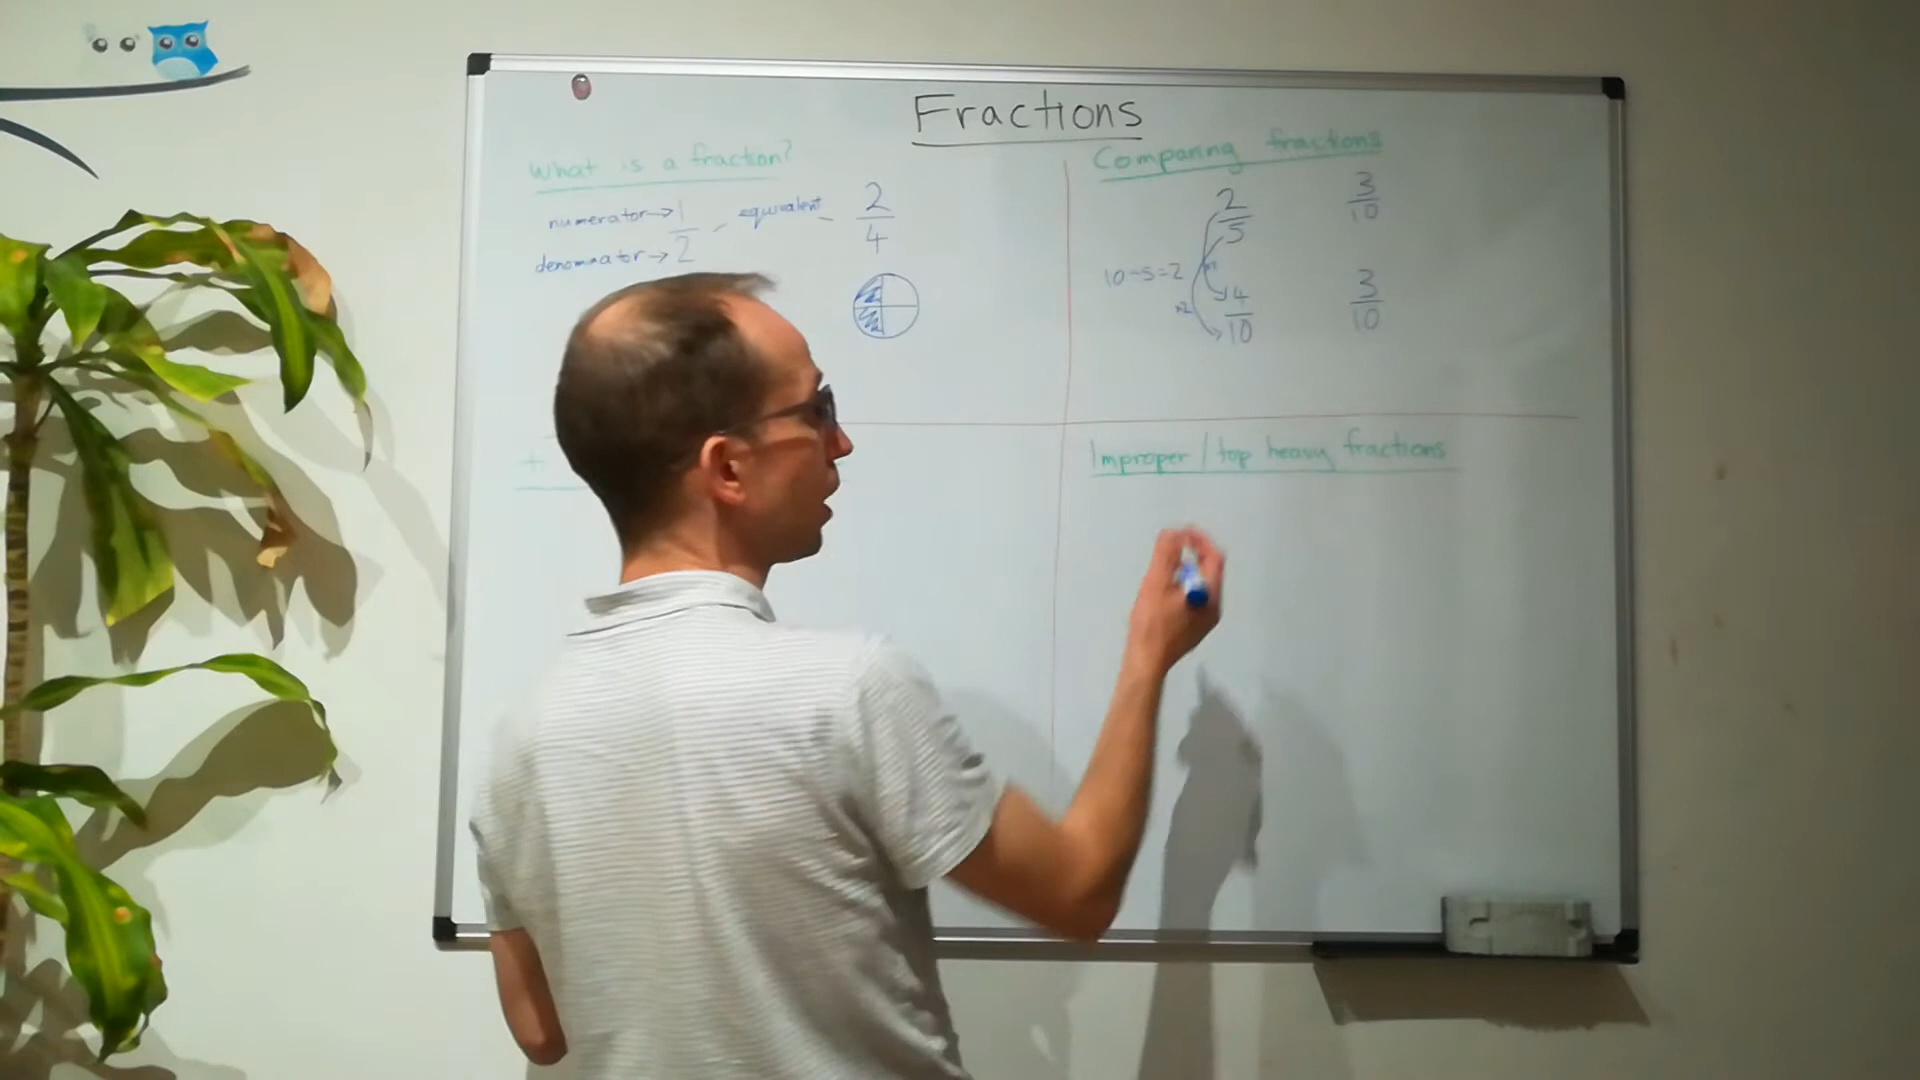 Fractions
What is a fraction?
numerator→ 1/2 - equivalent - 2/4
denominator→
Comparing fractions
2/5 3/10
10÷5=2
x2
4/10 3/10
+
Improper / top heavy fractions